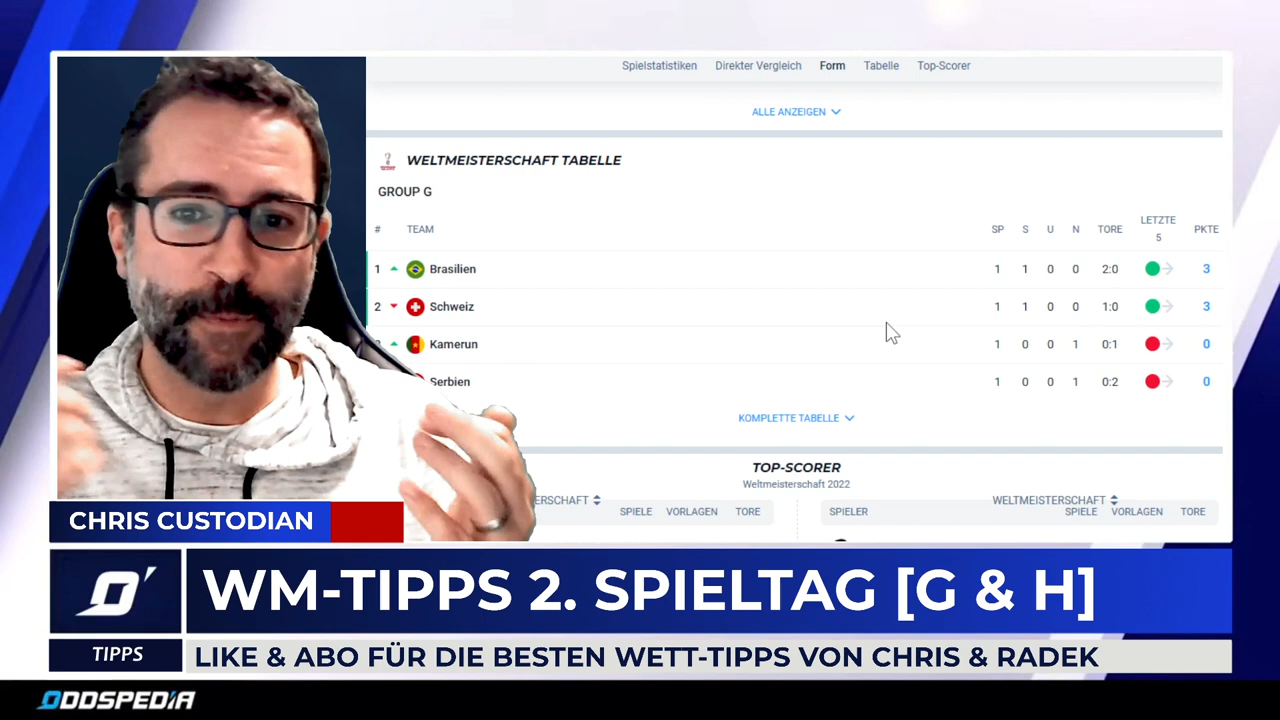 Spielstatistiken Direkter Vergleich Form Tabelle Top-Scorer
ALLE ANZEIGEN
WELTMEISTERSCHAFT TABELLE
GROUP G
# TEAM SP S U N TORE LETZTE 5 PKTE
1 Brasilien 1 1 0 0 2:0 3
2 Schweiz 1 1 0 0 1:0 3
Kamerun 1 0 0 1 0:1 0
Serbien 1 0 0 1 0:2 0
KOMPLETTE TABELLE
TOP-SCORER
Weltmeisterschaft 2022
ERSCHAFT WELTMEISTERSCHAFT
SPIELE VORLAGEN TORE SPIELER SPIELE VORLAGEN TORE
CHRIS CUSTODIAN
WM-TIPPS 2. SPIELTAG [G & H]
TIPPS
LIKE & ABO FÜR DIE BESTEN WETT-TIPPS VON CHRIS & RADEK
ODDSPEDIA